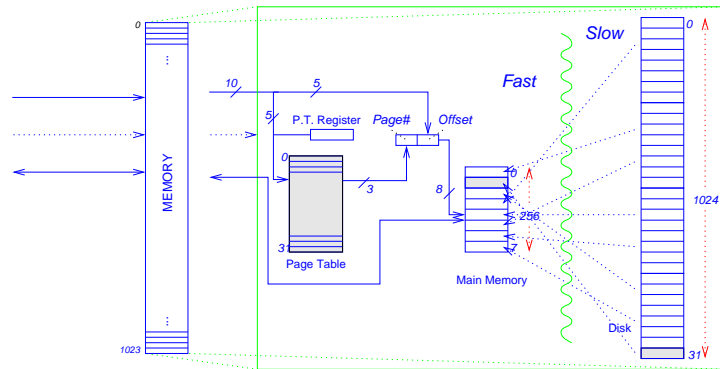 0
...
MEMORY
...
1023
10
5
5
P.T. Register
Page#
Offset
0
3
31
Page Table
8
Fast
Slow
0
256
7
Main Memory
0
1024
31
Disk